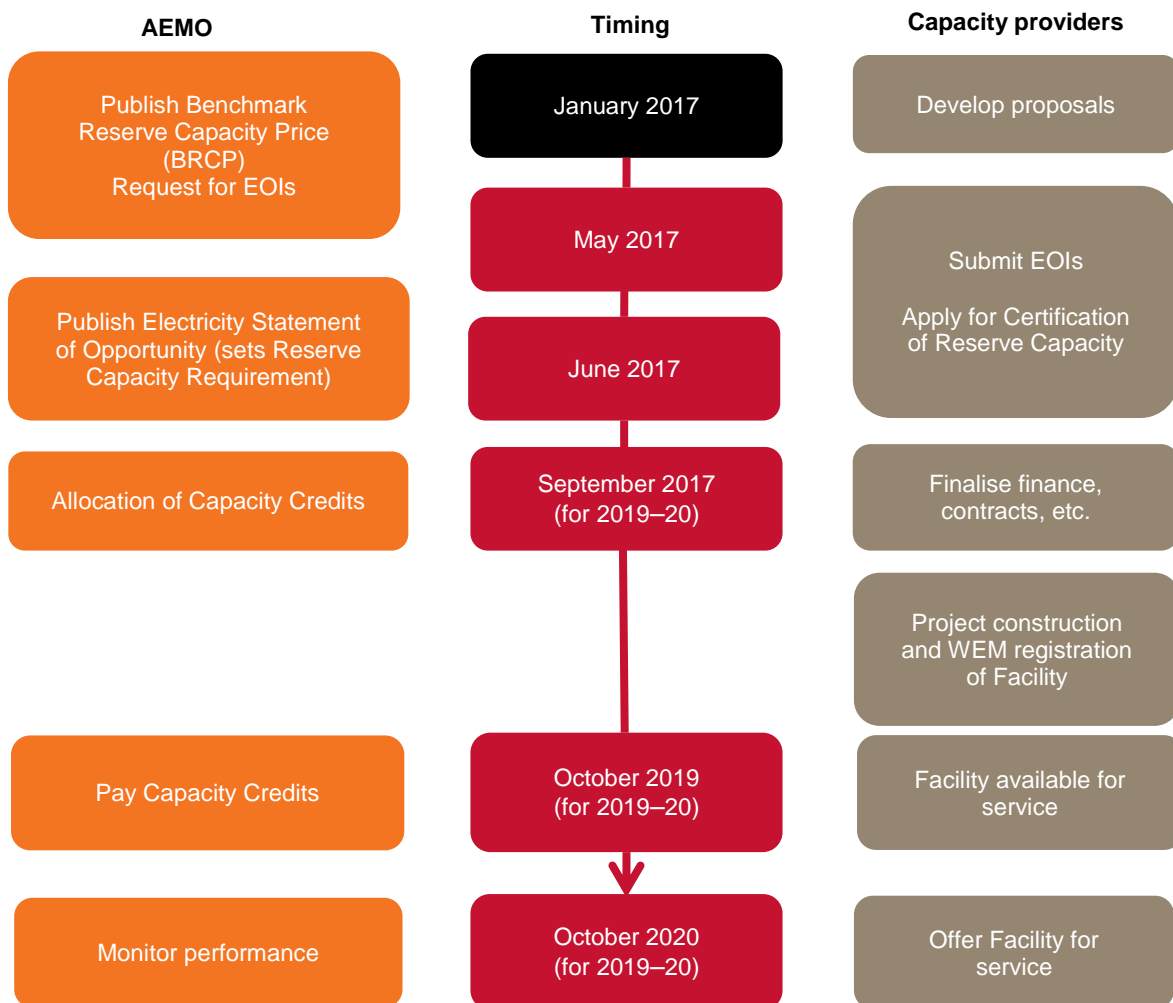 AEMO
Timing
Capacity providers
Publish Benchmark
Reserve Capacity Price
(BRCP)
Request for EOIs
January 2017
Develop proposals
May 2017
Submit EOIs
Apply for Certification
of Reserve Capacity
Publish Electricity Statement
of Opportunity (sets Reserve
Capacity Requirement)
June 2017
Allocation of Capacity Credits
September 2017
(for 2019–20)
Finalise finance,
contracts, etc.
Project construction
and WEM registration
of Facility
Pay Capacity Credits
October 2019
(for 2019–20)
Facility available for
service
Monitor performance
October 2020
(for 2019–20)
Offer Facility for
service